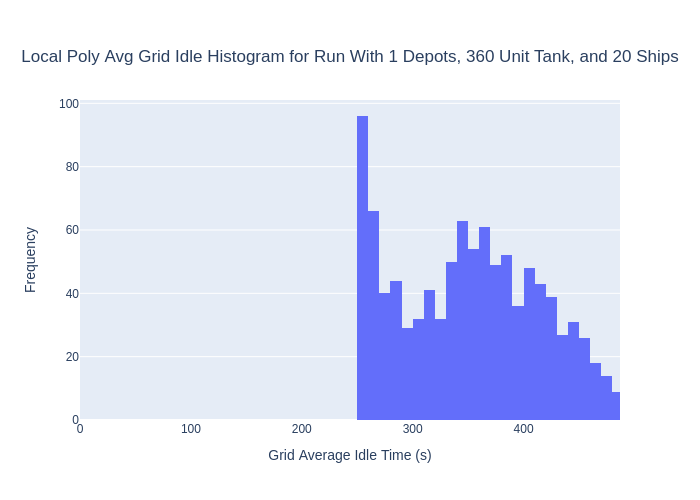 Local Poly Avg Grid Idle Histogram for Run With 1 Depots, 360 Unit Tank, and 20 Ships
100
80
60
40
20
0
Frequency
0 100 200 300 400
Grid Average Idle Time (s)